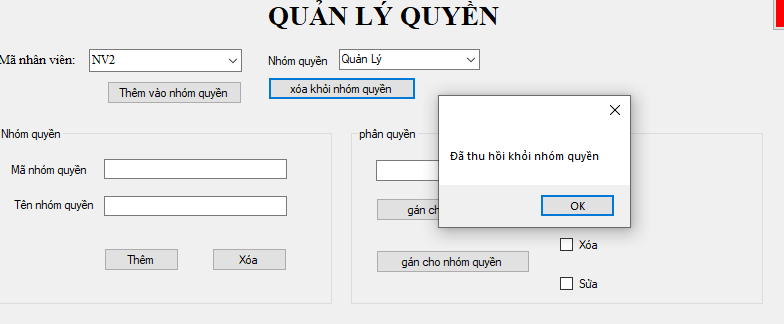 QUẢN LÝ QUYỀN
Mã nhân viên: NV2 Nhóm quyền Quản Lý
Thêm vào nhóm quyền xóa khỏi nhóm quyền
Đã thu hồi khỏi nhóm quyền
OK
Nhóm quyền
Mã nhóm quyền
Tên nhóm quyền
Thêm Xóa
phân quyền
gán
gán cho nhóm quyền
Xóa
Sửa